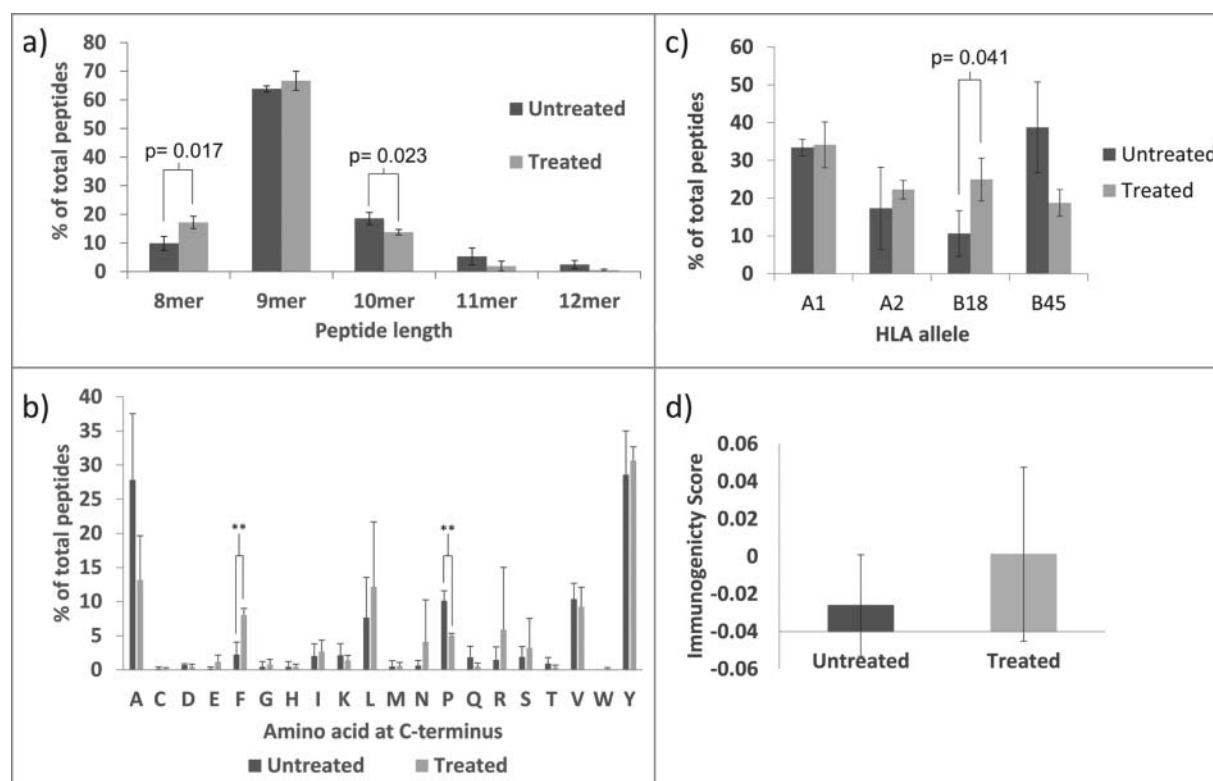 a)
% of total peptides
80
70
60
50
40
30
20
10
0
p= 0.017
p= 0.023
Untreated
Treated
8mer 9mer 10mer 11mer 12mer
Peptide length
c)
% of total peptides
60
50
40
30
20
10
0
p= 0.041
Untreated
Treated
A1 A2 B18 B45
HLA allele
b)
% of total peptides
40
35
30
25
20
15
10
5
0
** **
A C D E F G H I K L M N P Q R S T V W Y
Amino acid at C-terminus
Untreated Treated
d)
Immunogenicty Score
0.06
0.04
0.02
0
-0.02
-0.04
-0.06
Untreated Treated